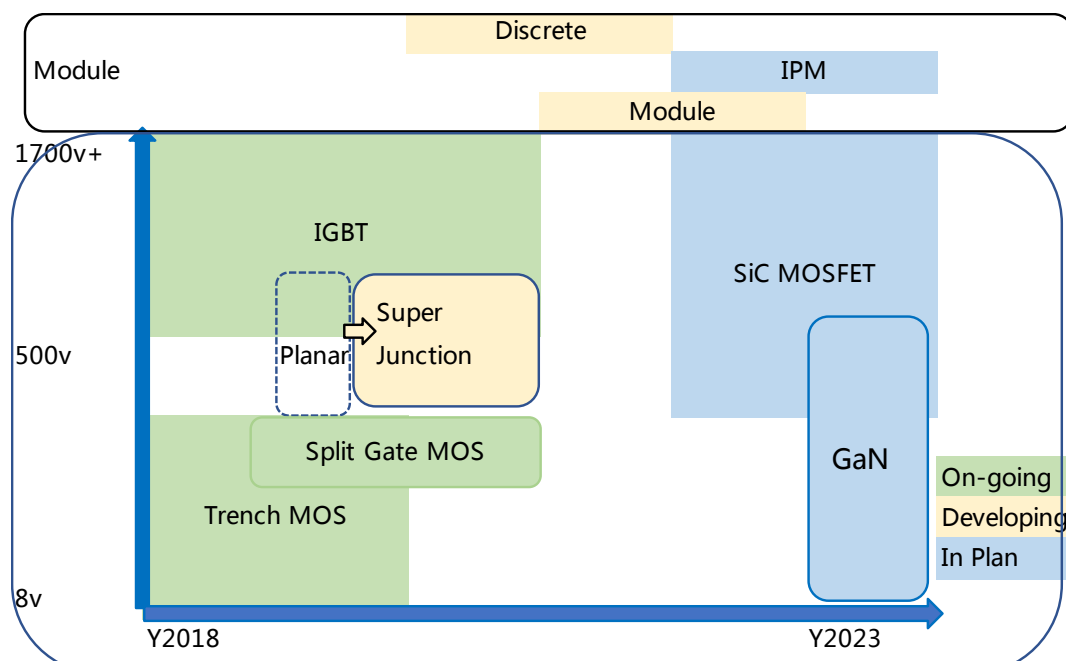 Discrete
Module
IPM
Module
1700v+
IGBT
SiC MOSFET
Super
Junction
500v
Planar
Split Gate MOS
GaN
On-going
Trench MOS
Developing
In Plan
8v
Y2018
Y2023